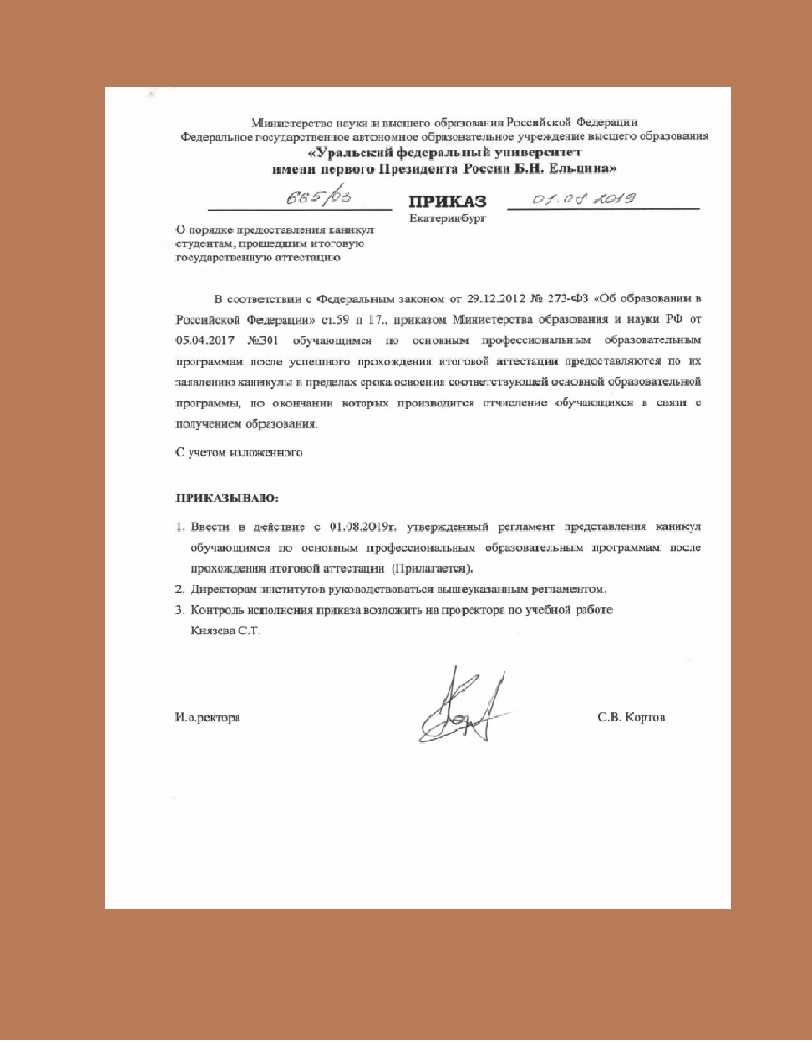 Министерство науки и высшего образования Российской Федерации
Федеральное государственное автономное образовательное учреждение высшего образования
«Уральский федеральный университет
имени первого Президента России Б.Н. Ельцина»
685/03 ПРИКАЗ 01.08.2019
Екатеринбург
О порядке предоставления каникул
студентам, прошедшим итоговую
государственную аттестацию
В соответствии с Федеральным законом от 29.12.2012 № 273-ФЗ «Об образовании в
Российской Федерации» ст.59 п 17., приказом Министерства образования и науки РФ от
05.04.2017 №301 обучающимся по основным профессиональным образовательным
программам после успешного прохождения итоговой аттестации предоставляются по их
заявлению каникулы в пределах срока освоения соответствующей основной образовательной
программы, по окончании которых производится отчисление обучающихся в связи с
получением образования.
С учетом изложенного
ПРИКАЗЫВАЮ:
1. Ввести в действие с 01.08.2019г. утвержденный регламент представления каникул
обучающимся по основным профессиональным образовательным программам после
прохождения итоговой аттестации (Прилагается).
2. Директорам институтов руководствоваться вышеуказанным регламентом.
3. Контроль исполнения приказа возложить на проректора по учебной работе
Князева С.Т.
И.о.ректора С.В. Кортов